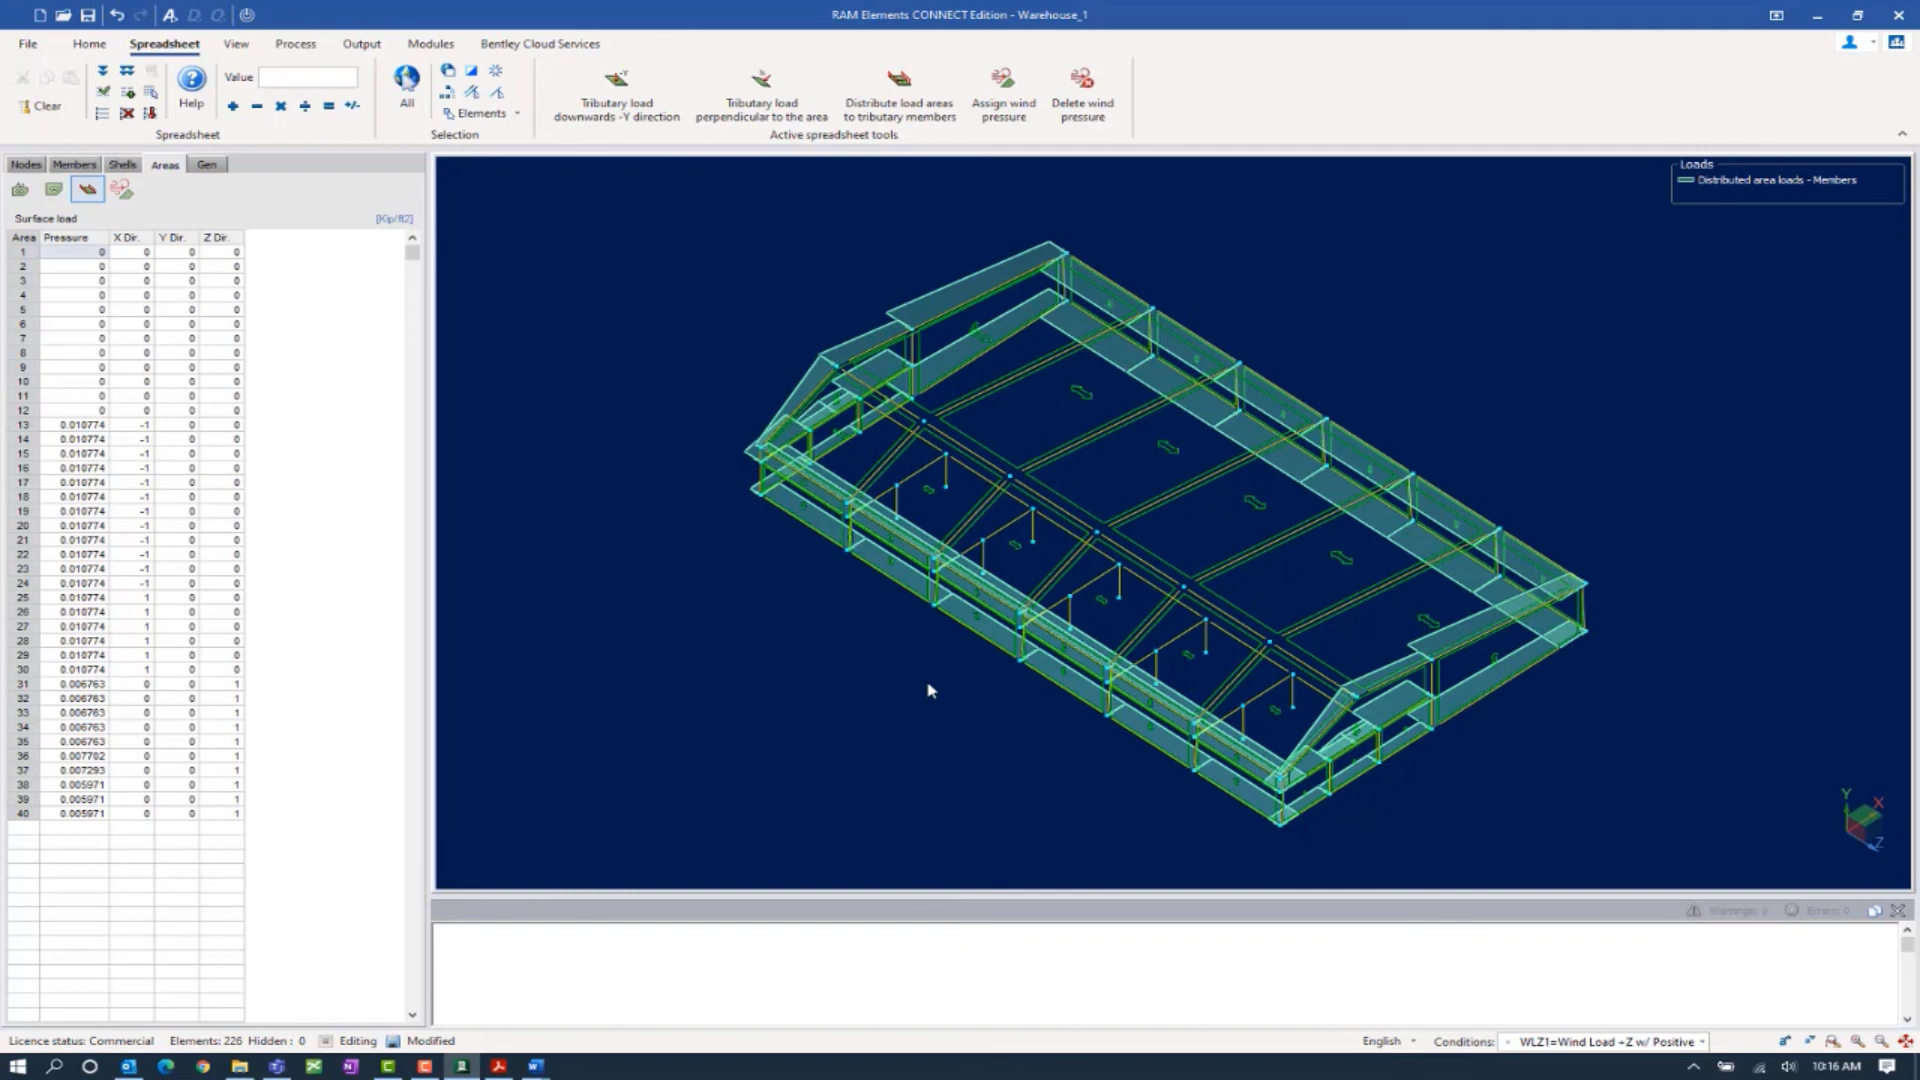 RAM Elements CONNECT Edition - Warehouse_1
File Home Spreadsheet View Process Output Modules Bentley Cloud Services
Clear
Help
Value
All
Elements
Tributary load downwards -Y direction
Tributary load perpendicular to the area
Distribute load areas to tributary members
Assign wind pressure
Delete wind pressure
Spreadsheet Selection Active spreadsheet tools
Nodes Members Shells Areas Gen
Surface load [Kip/ft2]
Area Pressure X Dir. Y Dir. Z Dir.
1 0 0 0 0
2 0 0 0 0
3 0 0 0 0
4 0 0 0 0
5 0 0 0 0
6 0 0 0 0
7 0 0 0 0
8 0 0 0 0
9 0 0 0 0
10 0 0 0 0
11 0 0 0 0
12 0 0 0 0
13 0.010774 -1 0 0
14 0.010774 -1 0 0
15 0.010774 -1 0 0
16 0.010774 -1 0 0
17 0.010774 -1 0 0
18 0.010774 -1 0 0
19 0.010774 -1 0 0
20 0.010774 -1 0 0
21 0.010774 -1 0 0
22 0.010774 -1 0 0
23 0.010774 -1 0 0
24 0.010774 -1 0 0
25 0.010774 1 0 0
26 0.010774 1 0 0
27 0.010774 1 0 0
28 0.010774 1 0 0
29 0.010774 1 0 0
30 0.010774 1 0 0
31 0.006763 0 0 1
32 0.006763 0 0 1
33 0.006763 0 0 1
34 0.006763 0 0 1
35 0.006763 0 0 1
36 0.007702 0 0 1
37 0.007293 0 0 1
38 0.005971 0 0 1
39 0.005971 0 0 1
40 0.005971 0 0 1
Loads
Distributed area loads - Members
Y X Z
Warnings: 0 Errors: 0
Licence status: Commercial Elements: 226 Hidden : 0 Editing Modified English Conditions: WLZ1=Wind Load +Z w/ Positive
10:16 AM